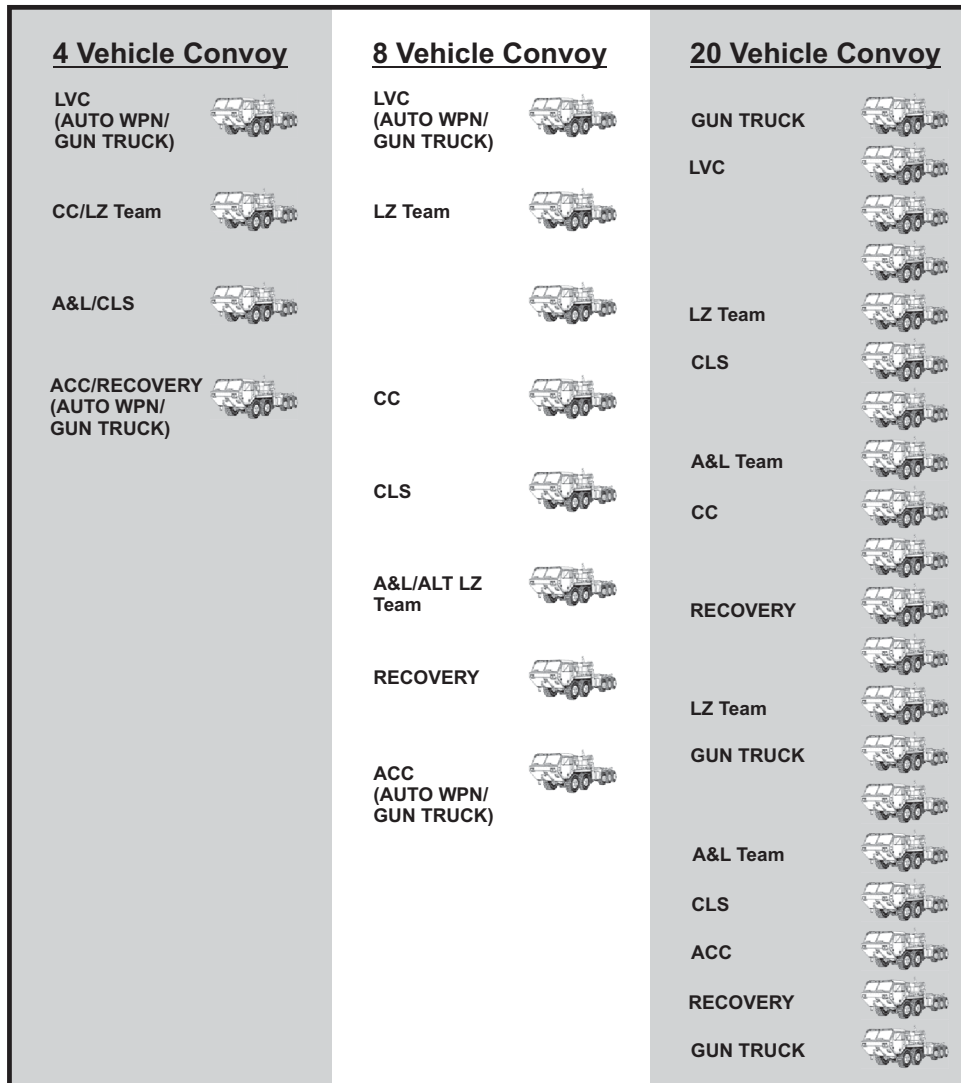 4 Vehicle Convoy
LVC
(AUTO WPN/
GUN TRUCK)
CC/LZ Team
A&L/CLS
ACC/RECOVERY
(AUTO WPN/
GUN TRUCK)
8 Vehicle Convoy
LVC
(AUTO WPN/
GUN TRUCK)
LZ Team
CC
CLS
A&L/ALT LZ
Team
RECOVERY
ACC
(AUTO WPN/
GUN TRUCK)
20 Vehicle Convoy
GUN TRUCK
LVC
LZ Team
CLS
A&L Team
CC
RECOVERY
LZ Team
GUN TRUCK
A&L Team
CLS
ACC
RECOVERY
GUN TRUCK